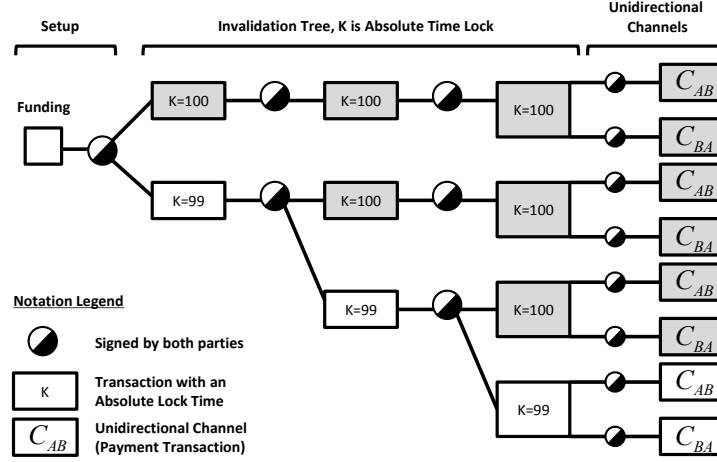 Setup
Invalidation Tree, K is Absolute Time Lock
Unidirectional
Channels
Funding
K=100
K=100
K=100
C_AB
C_BA
K=99
K=100
K=100
C_AB
C_BA
K=99
K=100
C_AB
C_BA
K=99
C_AB
C_BA
Notation Legend
Signed by both parties
K
Transaction with an
Absolute Lock Time
C_AB
Unidirectional Channel
(Payment Transaction)